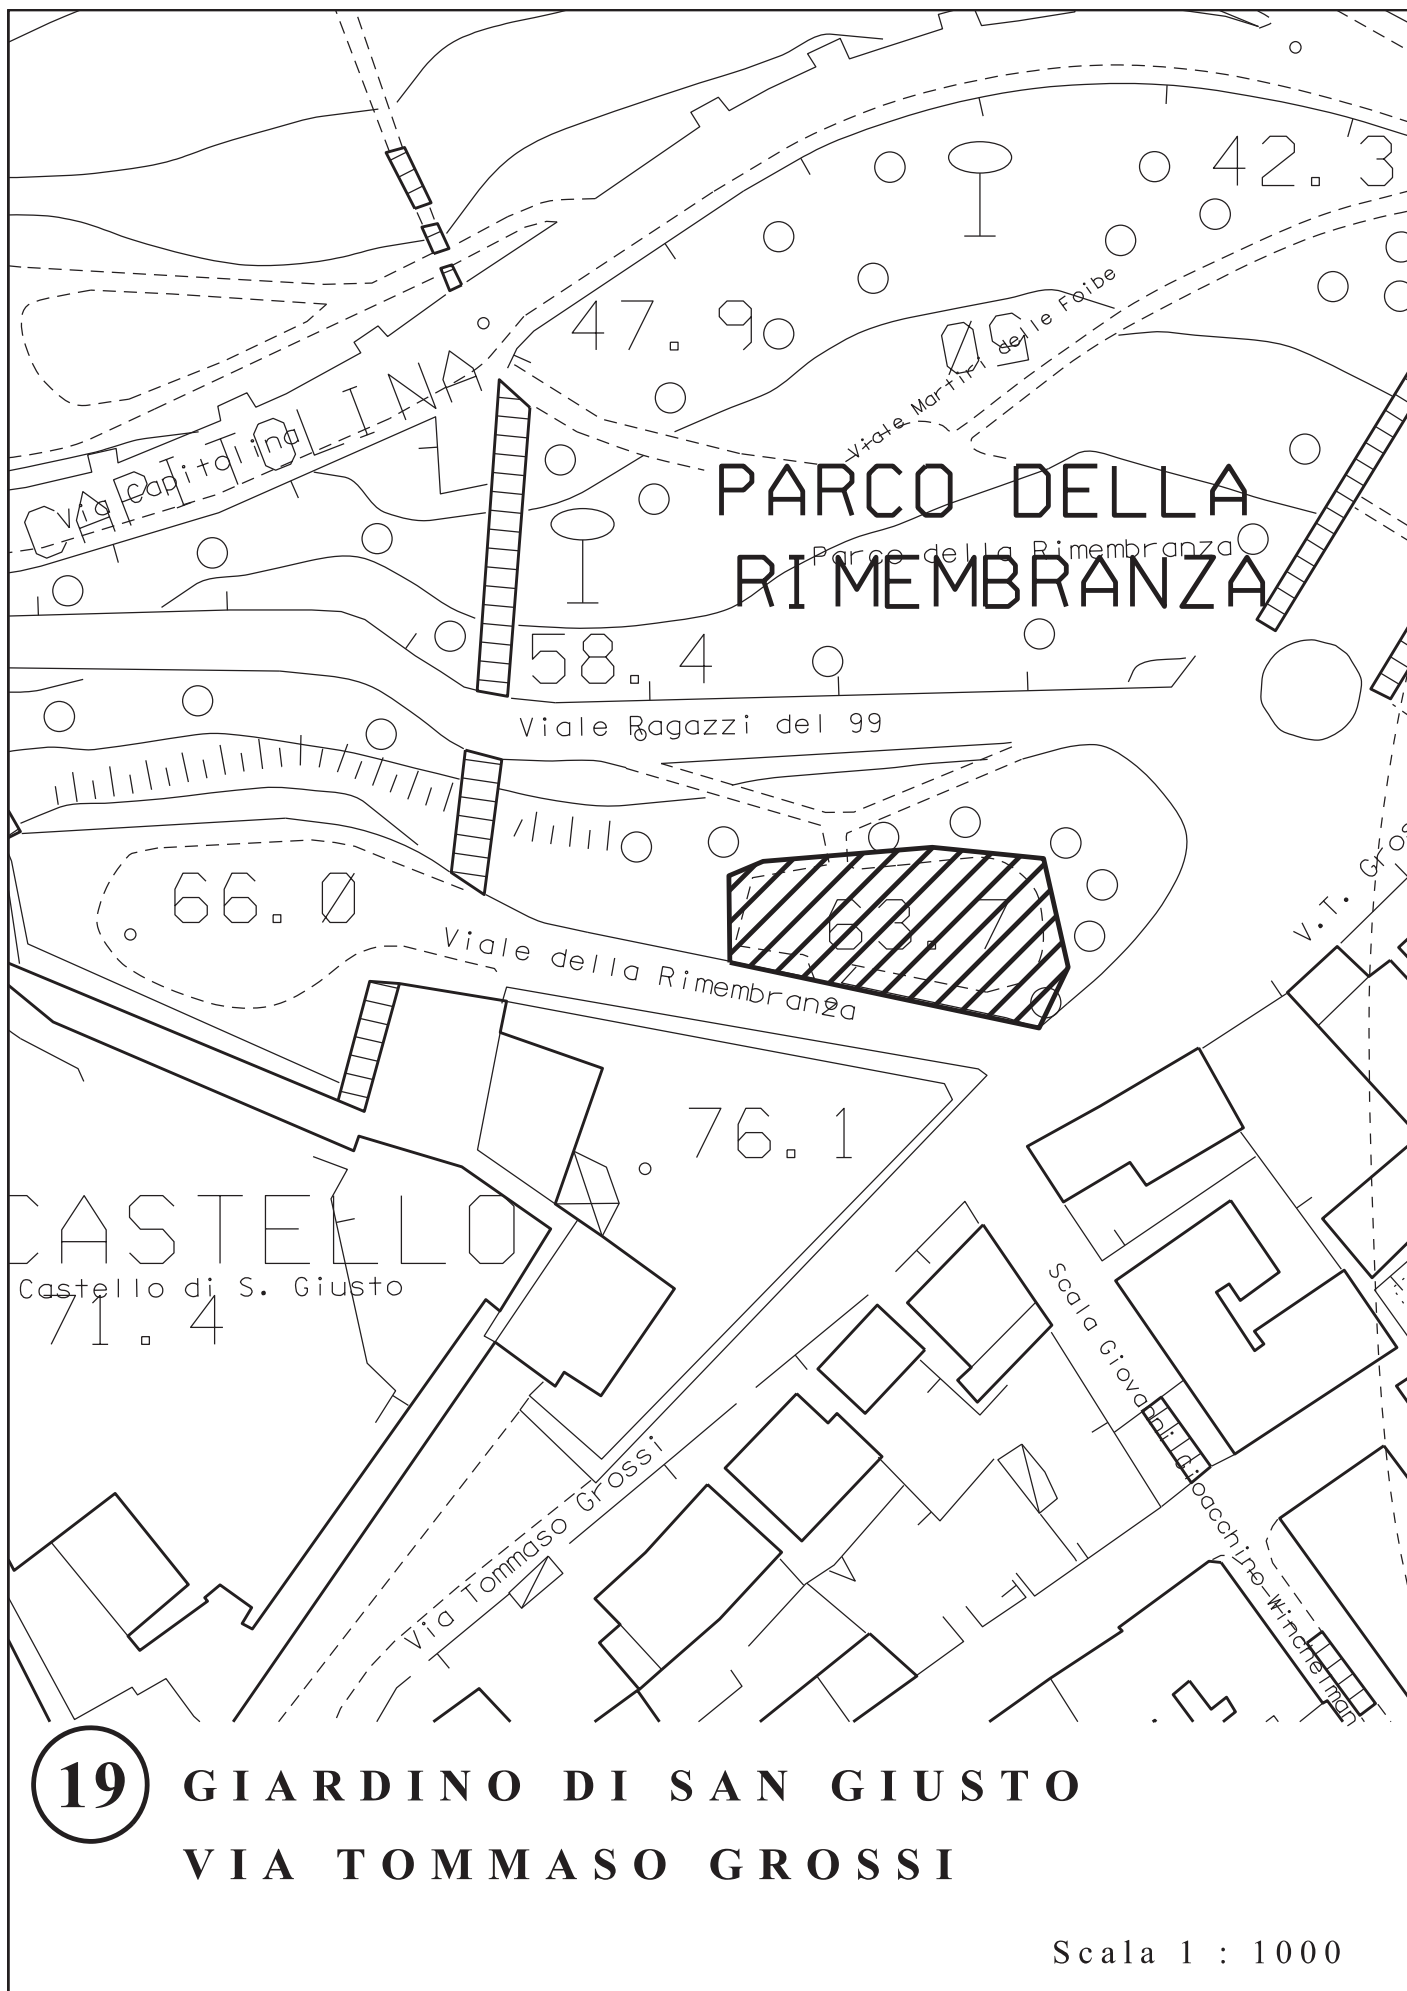 42.3
47.9
Viale Martiri delle Foibe
CAPITOLINA
Via Capitolina
PARCO DELLA
Parco della Rimembranza
RIMEMBRANZA
58.4
Viale Ragazzi del 99
V.T. Gros
66.0
63.7
Viale della Rimembranza
76.1
CASTELLO
Castello di S. Giusto
71.4
Scala Giovanni Gioacchino Winchelman
Via Tommaso Grossi
19
GIARDINO DI SAN GIUSTO
VIA TOMMASO GROSSI
Scala 1 : 1000